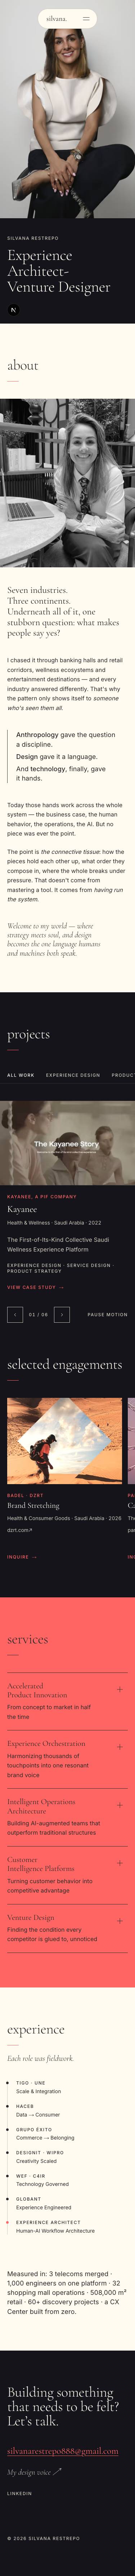 silvana.
SILVANA RESTREPO
Experience
Architect-
Venture Designer
N
about
Seven industries.
Three continents.
Underneath all of it, one
stubborn question: what makes
people say yes?
I chased it through banking halls and retail
corridors, wellness ecosystems and
entertainment destinations — and every
industry answered differently. That's why
the pattern only shows itself to someone
who's seen them all.
Anthropology gave the question
a discipline.
Design gave it a language.
And technology, finally, gave
it hands.
Today those hands work across the whole
system — the business case, the human
behavior, the operations, the AI. But no
piece was ever the point.
The point is the connective tissue: how the
pieces hold each other up, what order they
compose in, where the whole breaks under
pressure. That doesn't come from
mastering a tool. It comes from having run
the system.
Welcome to my world — where
strategy meets soul, and design
becomes the one language humans
and machines both speak.
projects
ALL WORK EXPERIENCE DESIGN PRODUCT
The Kayanee Story
KAYANEE, A PIF COMPANY
Kayanee
Health & Wellness · Saudi Arabia · 2022
The First-of-Its-Kind Collective Saudi
Wellness Experience Platform
EXPERIENCE DESIGN · SERVICE DESIGN ·
PRODUCT STRATEGY
VIEW CASE STUDY →
‹ 01 / 08 › PAUSE MOTION
selected engagements
BADEL · DZRT
Brand Stretching
Health & Consumer Goods · Saudi Arabia · 2026
dzrt.com↗
INQUIRE →
services
Accelerated
Product Innovation
From concept to market in half
the time
Experience Orchestration
Harmonizing thousands of
touchpoints into one resonant
brand voice
Intelligent Operations
Architecture
Building AI-augmented teams that
outperform traditional structures
Customer
Intelligence Platforms
Turning customer behavior into
competitive advantage
Venture Design
Finding the condition every
competitor is glued to, unnoticed
experience
Each role was fieldwork.
TIGO · UNE
Scale & Integration
HACEB
Data → Consumer
GRUPO ÉXITO
Commerce → Belonging
DESIGNIT · WIPRO
Creativity Scaled
WEF · C4IR
Technology Governed
GLOBANT
Experience Engineered
EXPERIENCE ARCHITECT
Human-AI Workflow Architecture
Measured in: 3 telecoms merged ·
1,000 engineers on one platform · 32
shopping mall operations · 508,000 m²
retail · 60+ discovery projects · a CX
Center built from zero.
Building something
that needs to be felt?
Let's talk.
silvanarestrepo888@gmail.com
My design voice ↗
LINKEDIN
© 2026 SILVANA RESTREPO